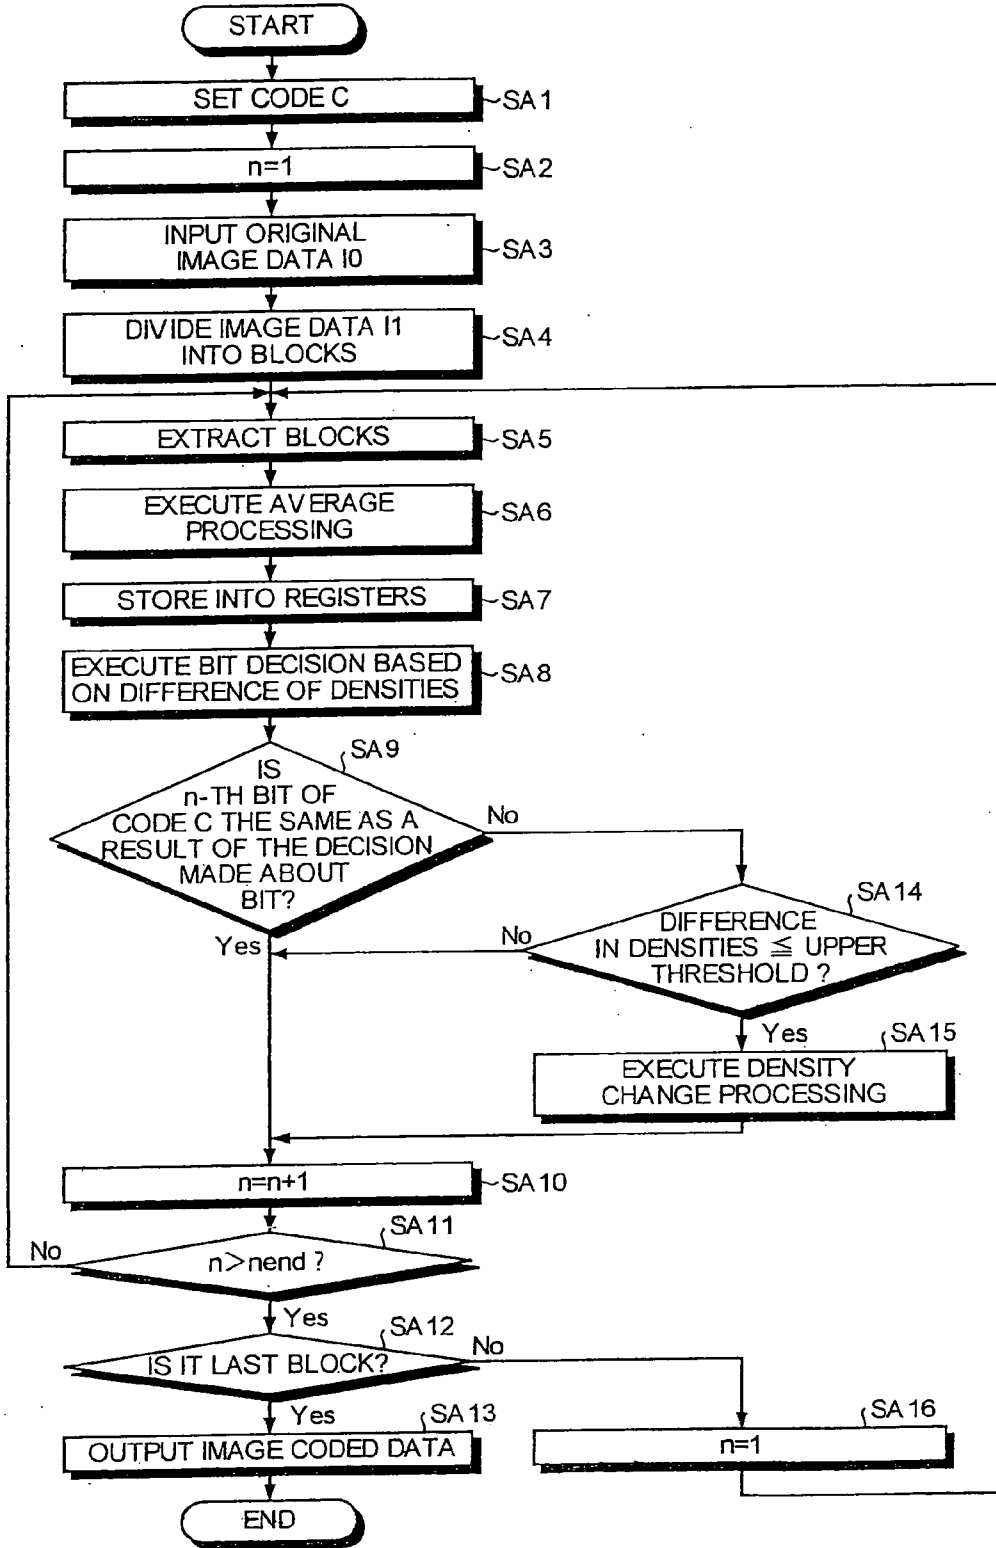 START
SET CODE C
SA1
n=1
SA2
INPUT ORIGINAL
IMAGE DATA I0
SA3
DIVIDE IMAGE DATA I1
INTO BLOCKS
SA4
EXTRACT BLOCKS
SA5
EXECUTE AVERAGE
PROCESSING
SA6
STORE INTO REGISTERS
SA7
EXECUTE BIT DECISION BASED
ON DIFFERENCE OF DENSITIES
SA8
SA9
IS
n-TH BIT OF
CODE C THE SAME AS A
RESULT OF THE DECISION
MADE ABOUT
BIT?
No
Yes
SA14
DIFFERENCE
IN DENSITIES ≦ UPPER
THRESHOLD ?
No
Yes
SA15
EXECUTE DENSITY
CHANGE PROCESSING
n=n+1
SA10
SA11
n>nend ?
No
Yes
SA12
IS IT LAST BLOCK?
No
Yes
SA13
OUTPUT IMAGE CODED DATA
SA16
n=1
END